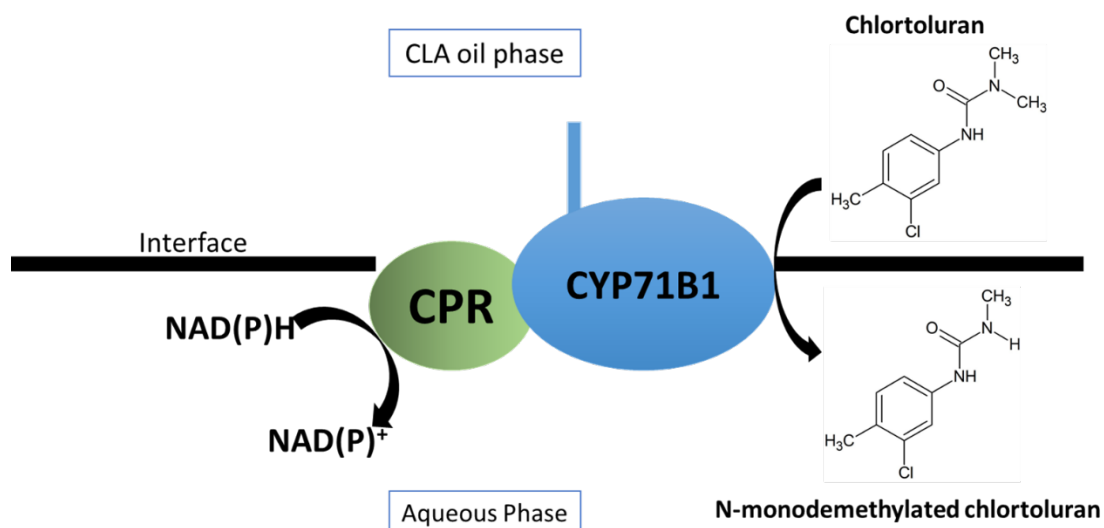 Chlortoluran
CLA oil phase
CH₃
O
N
CH₃
NH
H₃C
Cl
Interface
CPR
CYP71B1
NAD(P)H
CH₃
O
N
H
NH
NAD(P)⁺
H₃C
Cl
Aqueous Phase
N-monodemethylated chlortoluran